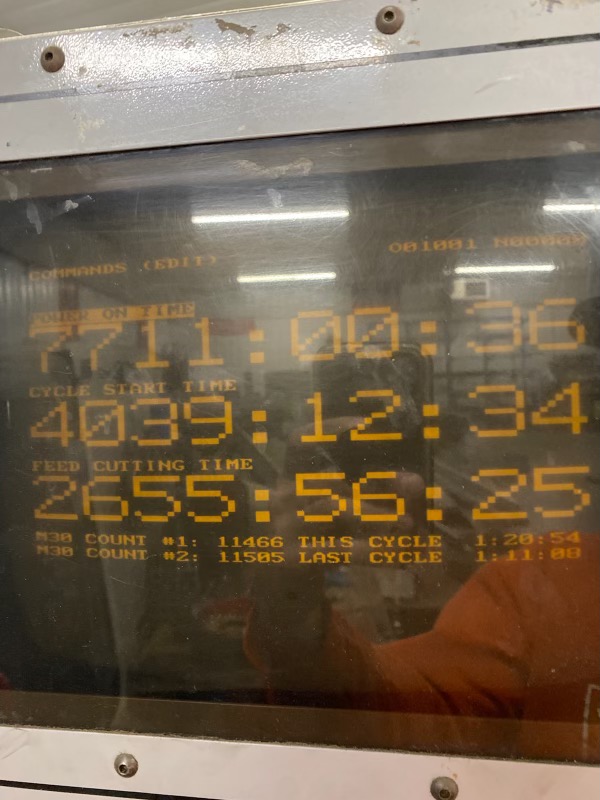 COMMANDS (EDIT) O01001 N00000
POWER ON TIME
7711:00:36
CYCLE START TIME
4039:12:34
FEED CUTTING TIME
2655:56:25
M30 COUNT #1: 11466 THIS CYCLE 1:20:54
M30 COUNT #2: 11505 LAST CYCLE 1:11:08